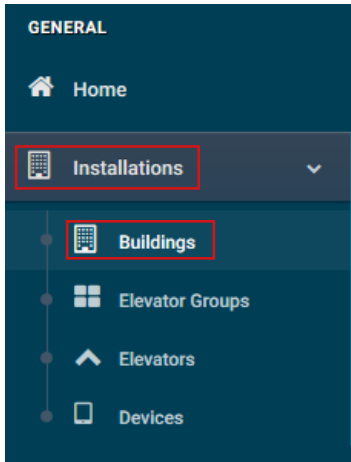 GENERAL
Home
Installations
Buildings
Elevator Groups
Elevators
Devices